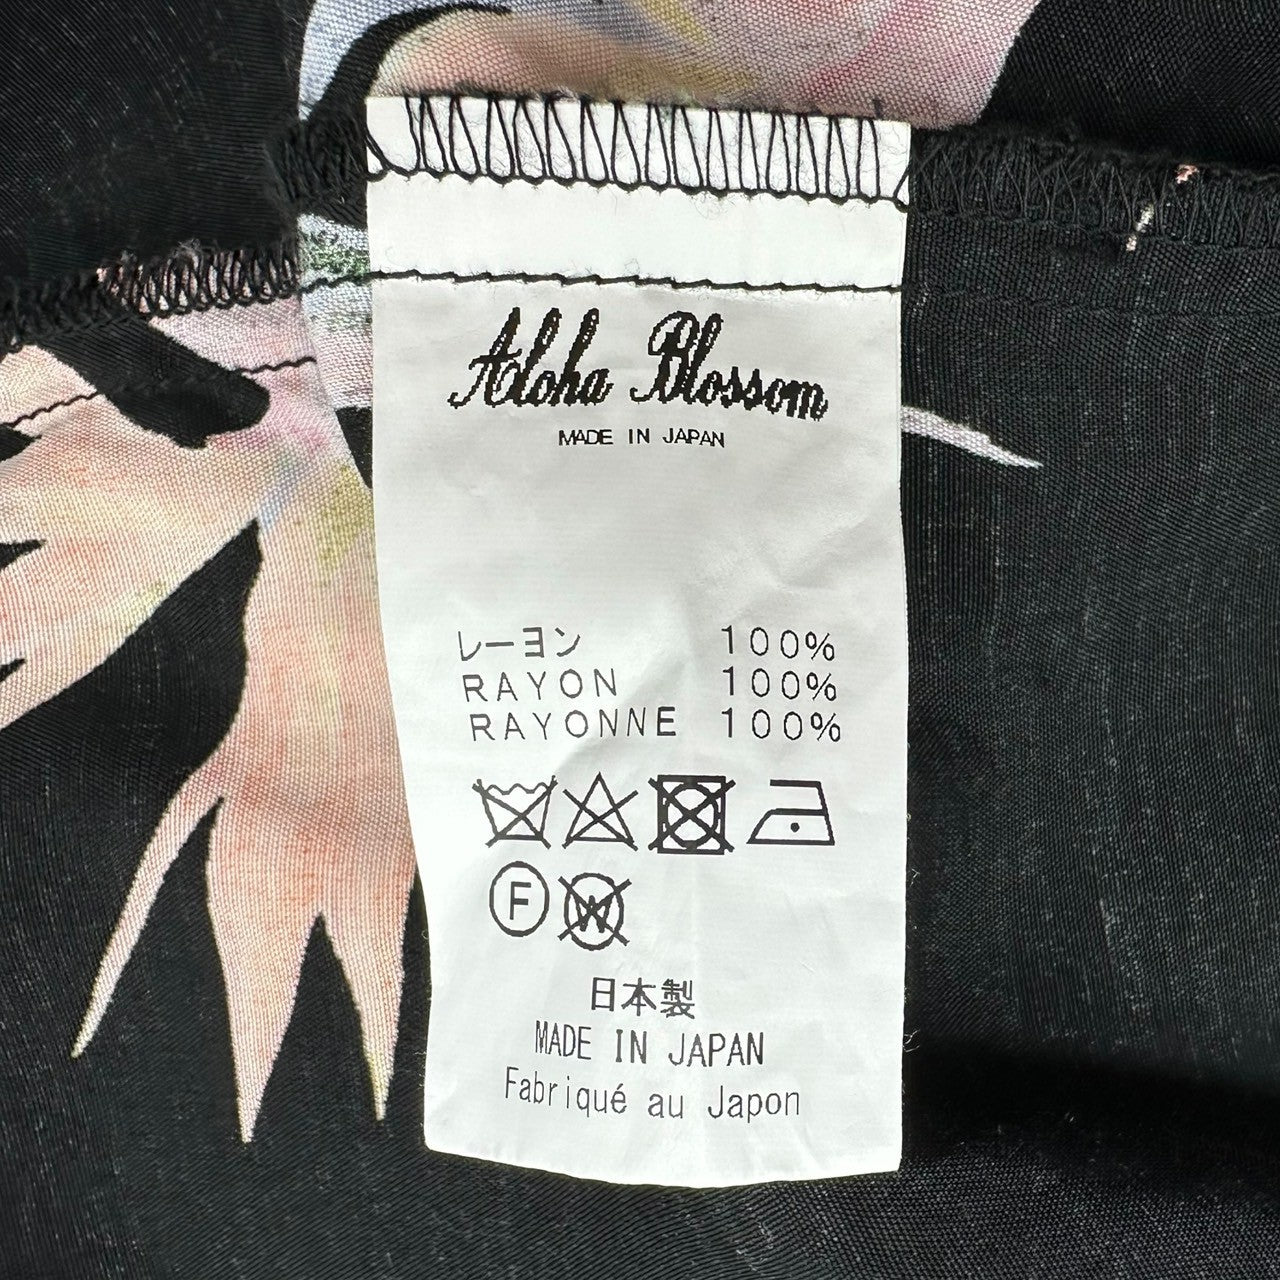 Aloha Blossom
MADE IN JAPAN
レーヨン 100%
RAYON 100%
RAYONNE 100%
F W
日本製
MADE IN JAPAN
Fabriqué au Japon